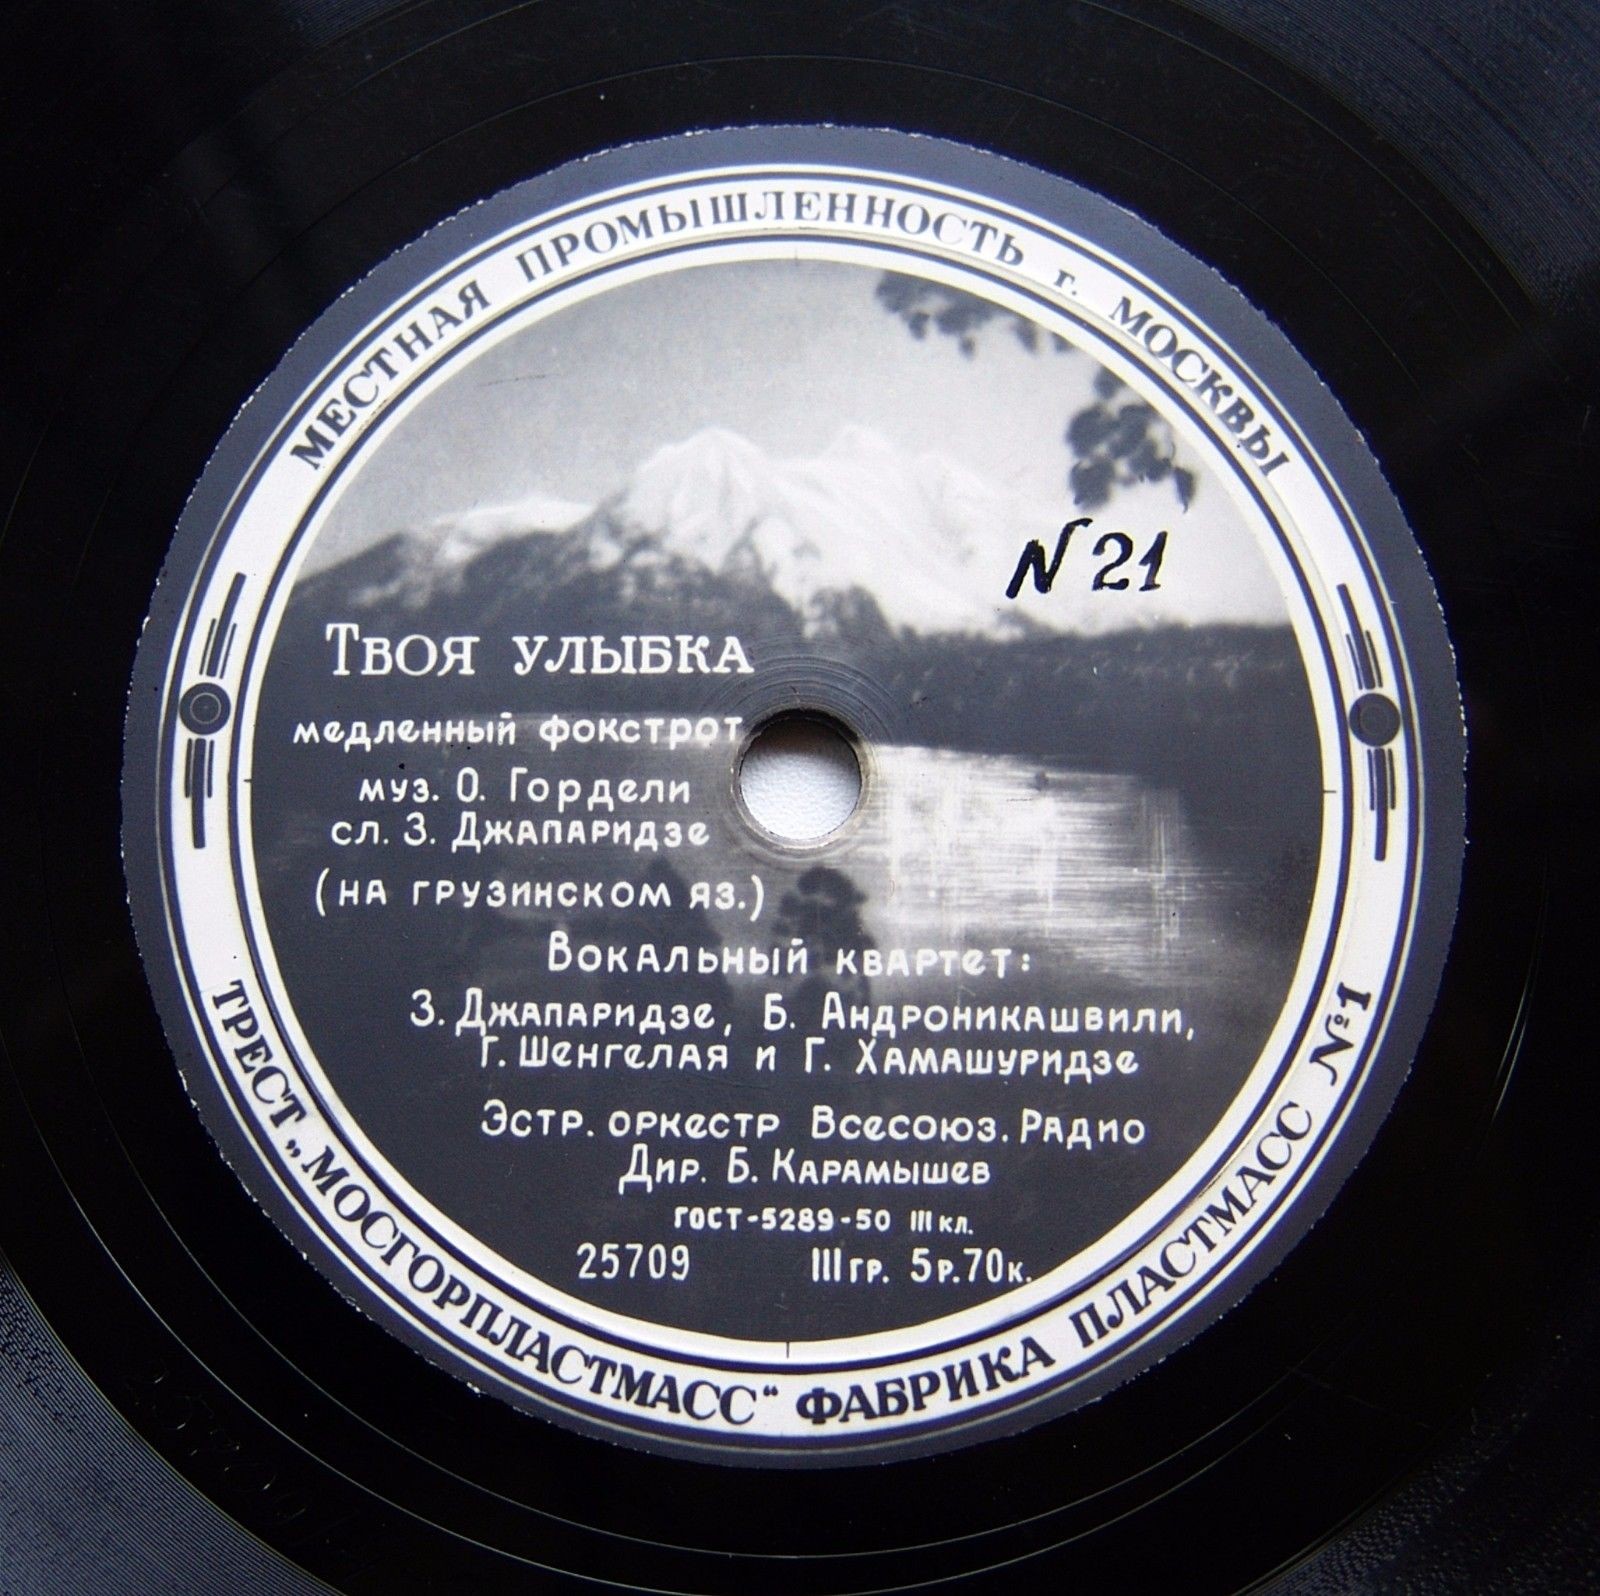 МЕСТНАЯ ПРОМЫШЛЕННОСТЬ г. МОСКВЫ
N 21
ТВОЯ УЛЫБКА
медленный фокстрот
муз. О. Гордели
сл. З. Джапаридзе
(на грузинском яз.)
Вокальный квартет:
З. Джапаридзе, Б. Андроникашвили,
Г. Шенгелая и Г. Хамашуридзе
Эстр. оркестр Всесоюз. Радио
Дир. Б. Карамышев
ГОСТ-5289-50 III кл.
25709 III гр. 5р.70к.
ТРЕСТ „МОСГОРПЛАСТМАСС“ ФАБРИКА ПЛАСТМАСС №1